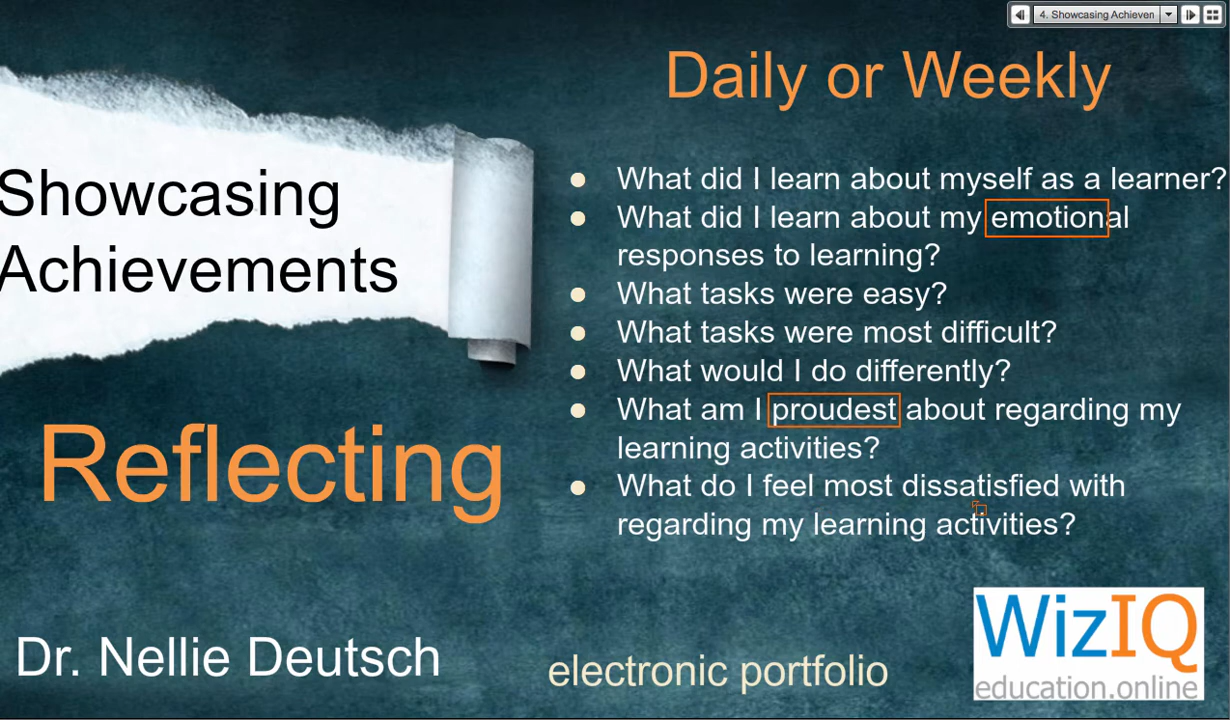 4. Showcasing Achieven
Daily or Weekly
Showcasing
Achievements
What did I learn about myself as a learner?
What did I learn about my emotional
responses to learning?
What tasks were easy?
What tasks were most difficult?
What would I do differently?
What am I proudest about regarding my
learning activities?
What do I feel most dissatisfied with
regarding my learning activities?
Reflecting
Dr. Nellie Deutsch
electronic portfolio
WizIQ
education.online